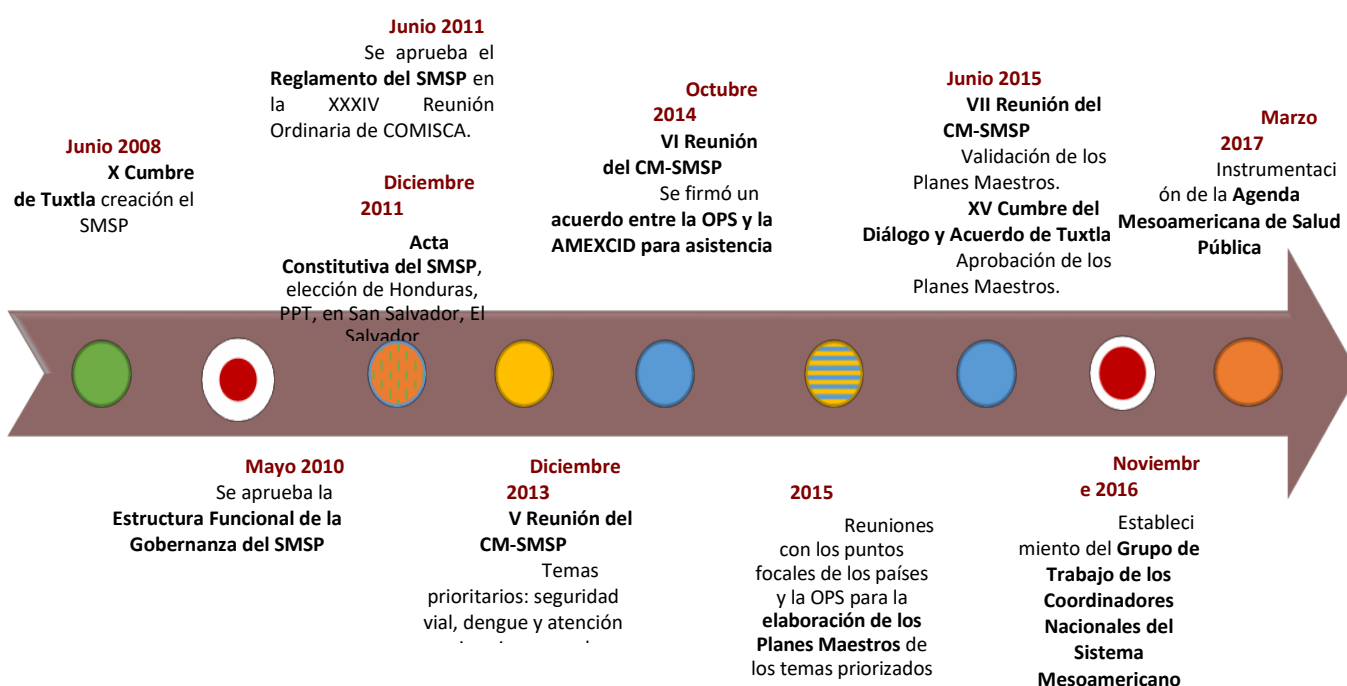 Junio 2008
X Cumbre
de Tuxtla creación el
SMSP
Mayo 2010
Se aprueba la
Estructura Funcional de la
Gobernanza del SMSP
Junio 2011
Se aprueba el
Reglamento del SMSP en
la XXXIV Reunión
Ordinaria de COMISCA.
Diciembre
2011
Acta
Constitutiva del SMSP,
elección de Honduras,
PPT, en San Salvador, El
Salvador
Diciembre
2013
V Reunión del
CM-SMSP
Temas
prioritarios: seguridad
vial, dengue y atención
Octubre
2014
VI Reunión
del CM-SMSP
Se firmó un
acuerdo entre la OPS y la
AMEXCID para asistencia
2015
Reuniones
con los puntos
focales de los países
y la OPS para la
elaboración de los
Planes Maestros de
los temas priorizados
Junio 2015
VII Reunión del
CM-SMSP
Validación de los
Planes Maestros.
XV Cumbre del
Diálogo y Acuerdo de Tuxtla
Aprobación de los
Planes Maestros.
Noviembr
e 2016
Estableci
miento del Grupo de
Trabajo de los
Coordinadores
Nacionales del
Sistema
Mesoamericano
Marzo
2017
Instrumentaci
ón de la Agenda
Mesoamericana de Salud
Pública